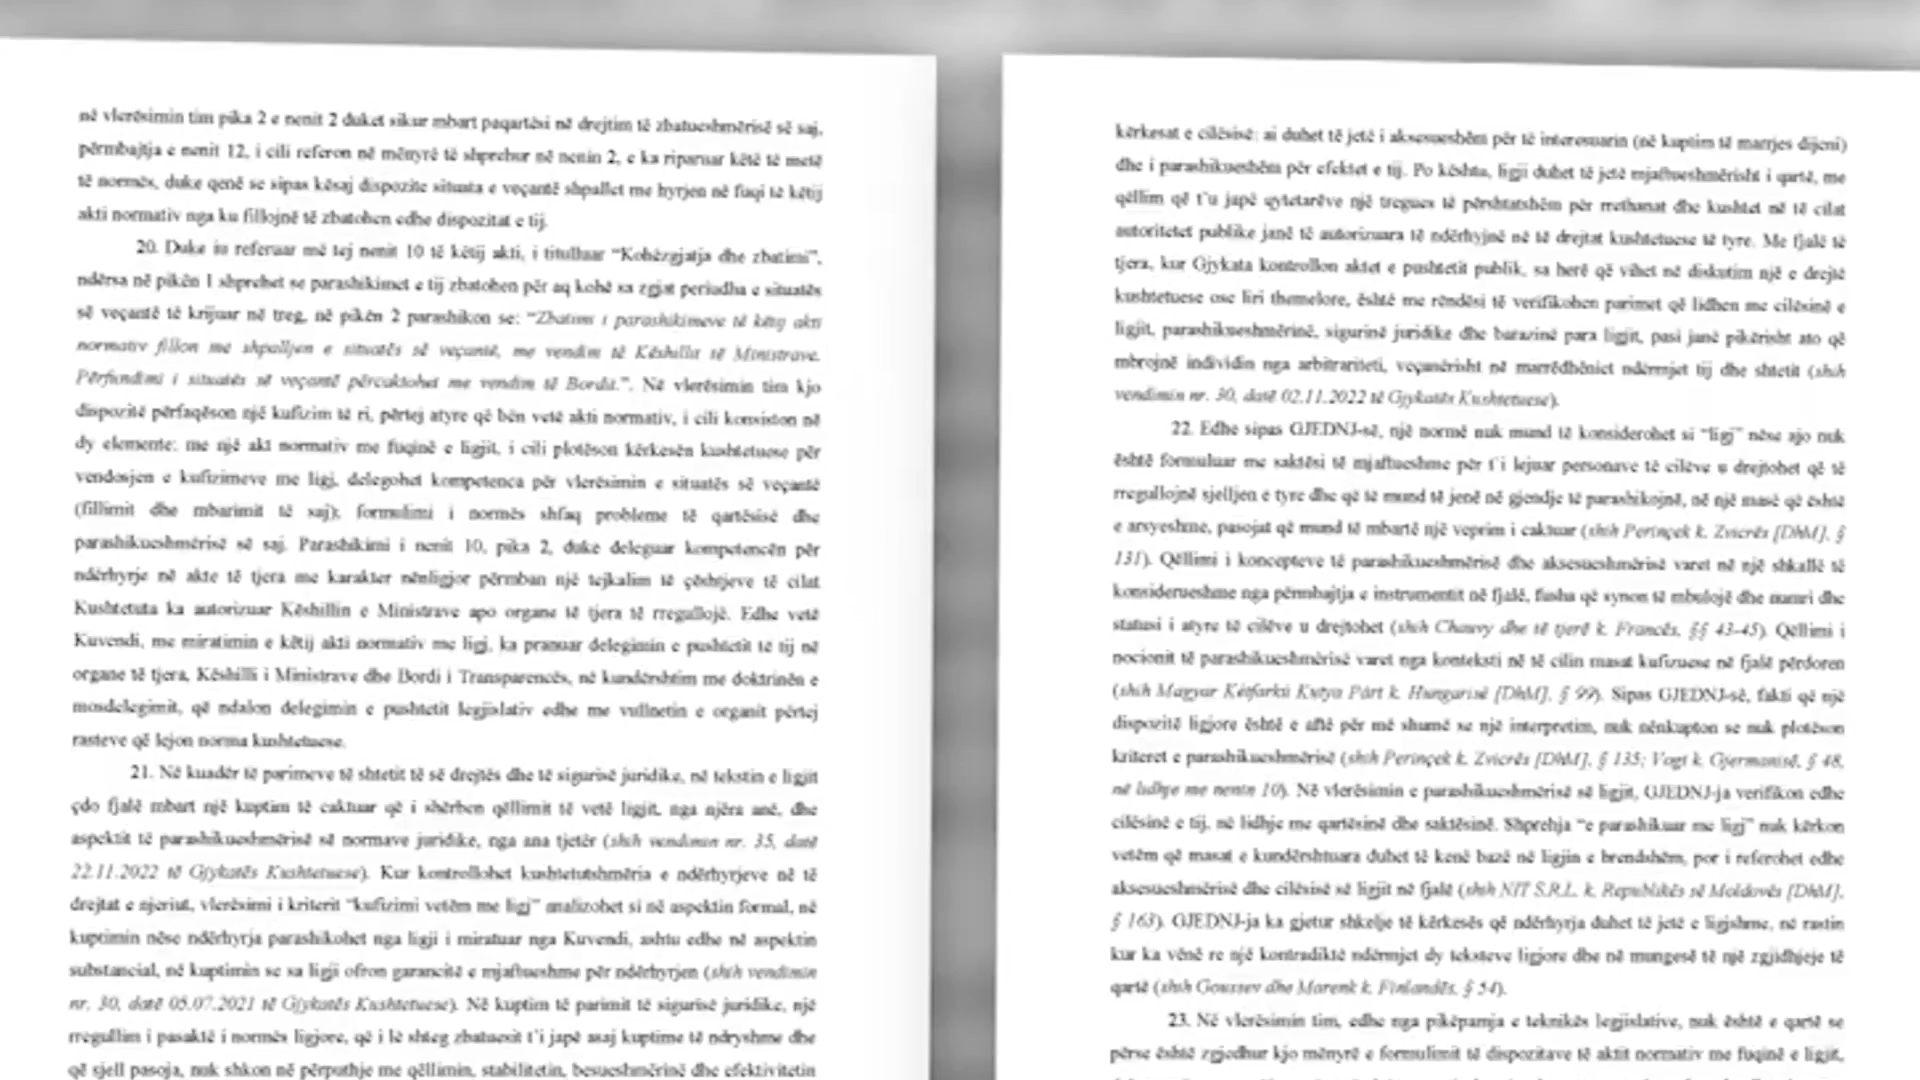 në vlerësimin tim pika 2 e nenit 2 duket sikur mbart paqartësi në drejtim të zbatueshmërisë së saj,
përmbajtja e nenit 12, i cili referon në mënyrë të shprehur në nenin 2, e ka riparuar këtë të metë
të normës, duke qenë se sipas kësaj dispozite situata e veçantë shpallet me hyrjen në fuqi të këtij
akti normativ nga ku fillojnë të zbatohen edhe dispozitat e tij.
20. Duke iu referuar më tej nenit 10 të këtij akti, i titulluar “Kohëzgjatja dhe zbatimi”,
ndërsa në pikën 1 shprehet se parashikimet e tij zbatohen për aq kohë sa zgjat periudha e situatës
së veçantë të krijuar në treg, në pikën 2 parashikon se: “Zbatimi i parashikimeve të këtij akti
normativ fillon me shpalljen e situatës së veçantë, me vendim të Këshillit të Ministrave.
Përfundimi i situatës së veçantë përcaktohet me vendim të Bordit.”. Në vlerësimin tim kjo
dispozitë përfaqëson një kufizim të ri, përtej atyre që bën vetë akti normativ, i cili konsiston në
dy elemente: me një akt normativ me fuqinë e ligjit, i cili plotëson kërkesën kushtetuese për
vendosjen e kufizimeve me ligj, delegohet kompetenca për vlerësimin e situatës së veçantë
(fillimit dhe mbarimit të saj); formulimi i normës shfaq probleme të qartësisë dhe
parashikueshmërisë së saj. Parashikimi i nenit 10, pika 2, duke deleguar kompetencën për
ndërhyrje në akte të tjera me karakter nënligjor përmban një tejkalim të çështjeve të cilat
Kushtetuta ka autorizuar Këshillin e Ministrave apo organe të tjera të rregullojë. Edhe vetë
Kuvendi, me miratimin e këtij akti normativ me ligj, ka pranuar delegimin e pushtetit të tij në
organe të tjera, Këshilli i Ministrave dhe Bordi i Transparencës, në kundërshtim me doktrinën e
mosdelegimit, që ndalon delegimin e pushtetit legjislativ edhe me vullnetin e organit përtej
rasteve që lejon norma kushtetuese.
21. Në kuadër të parimeve të shtetit të së drejtës dhe të sigurisë juridike, në tekstin e ligjit
çdo fjalë mbart një kuptim të caktuar që i shërben qëllimit të vetë ligjit, nga njëra anë, dhe
aspektit të parashikueshmërisë së normave juridike, nga ana tjetër (shih vendimin nr. 35, datë
22.11.2022 të Gjykatës Kushtetuese). Kur kontrollohet kushtetutshmëria e ndërhyrjeve në të
drejtat e njeriut, vlerësimi i kriterit “kufizimi vetëm me ligj” analizohet si në aspektin formal, në
kuptimin nëse ndërhyrja parashikohet nga ligji i miratuar nga Kuvendi, ashtu edhe në aspektin
substancial, në kuptimin se sa ligji ofron garancitë e mjaftueshme për ndërhyrjen (shih vendimin
nr. 30, datë 05.07.2021 të Gjykatës Kushtetuese). Në kuptim të parimit të sigurisë juridike, një
rregullim i pasaktë i normës ligjore, që i lë shteg zbatuesit t’i japë asaj kuptime të ndryshme dhe
që sjell pasoja, nuk shkon në përputhje me qëllimin, stabilitetin, besueshmërinë dhe efektivitetin
kërkesat e cilësisë: ai duhet të jetë i aksesueshëm për të interesuarin (në kuptim të marrjes dijeni)
dhe i parashikueshëm për efektet e tij. Po kështu, ligji duhet të jetë mjaftueshmërisht i qartë, me
qëllim që t’u japë qytetarëve një tregues të përshtatshëm për rrethanat dhe kushtet në të cilat
autoritetet publike janë të autorizuara të ndërhyjnë në të drejtat kushtetuese të tyre. Me fjalë të
tjera, kur Gjykata kontrollon aktet e pushtetit publik, sa herë që vihet në diskutim një e drejtë
kushtetuese ose liri themelore, është me rëndësi të verifikohen parimet që lidhen me cilësinë e
ligjit, parashikueshmërinë, sigurinë juridike dhe barazinë para ligjit, pasi janë pikërisht ato që
mbrojnë individin nga arbitrariteti, veçanërisht në marrëdhëniet ndërmjet tij dhe shtetit (shih
vendimin nr. 30, datë 02.11.2022 të Gjykatës Kushtetuese).
22. Edhe sipas GJEDNJ-së, një normë nuk mund të konsiderohet si “ligj” nëse ajo nuk
është formuluar me saktësi të mjaftueshme për t’i lejuar personave të cilëve u drejtohet që të
rregullojnë sjelljen e tyre dhe që të mund të jenë në gjendje të parashikojnë, në një masë që është
e arsyeshme, pasojat që mund të mbartë një veprim i caktuar (shih Perinçek k. Zvicrës [DhM], §
131). Qëllimi i koncepteve të parashikueshmërisë dhe aksesueshmërisë varet në një shkallë të
konsiderueshme nga përmbajtja e instrumentit në fjalë, fusha që synon të mbulojë dhe numri dhe
statusi i atyre të cilëve u drejtohet (shih Chauvy dhe të tjerë k. Francës, §§ 43-45). Qëllimi i
nocionit të parashikueshmërisë varet nga konteksti në të cilin masat kufizuese në fjalë përdoren
(shih Magyar Kétfarkú Kutya Párt k. Hungarisë [DhM], § 99). Sipas GJEDNJ-së, fakti që një
dispozitë ligjore është e aftë për më shumë se një interpretim, nuk nënkupton se nuk plotëson
kriteret e parashikueshmërisë (shih Perinçek k. Zvicrës [DhM], § 135; Vogt k. Gjermanisë, § 48,
në lidhje me nenin 10). Në vlerësimin e parashikueshmërisë së ligjit, GJEDNJ-ja verifikon edhe
cilësinë e tij, në lidhje me qartësinë dhe saktësinë. Shprehja “e parashikuar me ligj” nuk kërkon
vetëm që masat e kundërshtuara duhet të kenë bazë në ligjin e brendshëm, por i referohet edhe
aksesueshmërisë dhe cilësisë së ligjit në fjalë (shih NIT S.R.L. k. Republikës së Moldovës [DhM],
§ 163). GJEDNJ-ja ka gjetur shkelje të kërkesës që ndërhyrja duhet të jetë e ligjshme, në rastin
kur ka vënë re një kontradiktë ndërmjet dy teksteve ligjore dhe në mungesë të një zgjidhjeje të
qartë (shih Goussev dhe Marenk k. Finlandës, § 54).
23. Në vlerësimin tim, edhe nga pikëpamja e teknikës legjislative, nuk është e qartë se
përse është zgjedhur kjo mënyrë e formulimit të dispozitave të aktit normativ me fuqinë e ligjit,